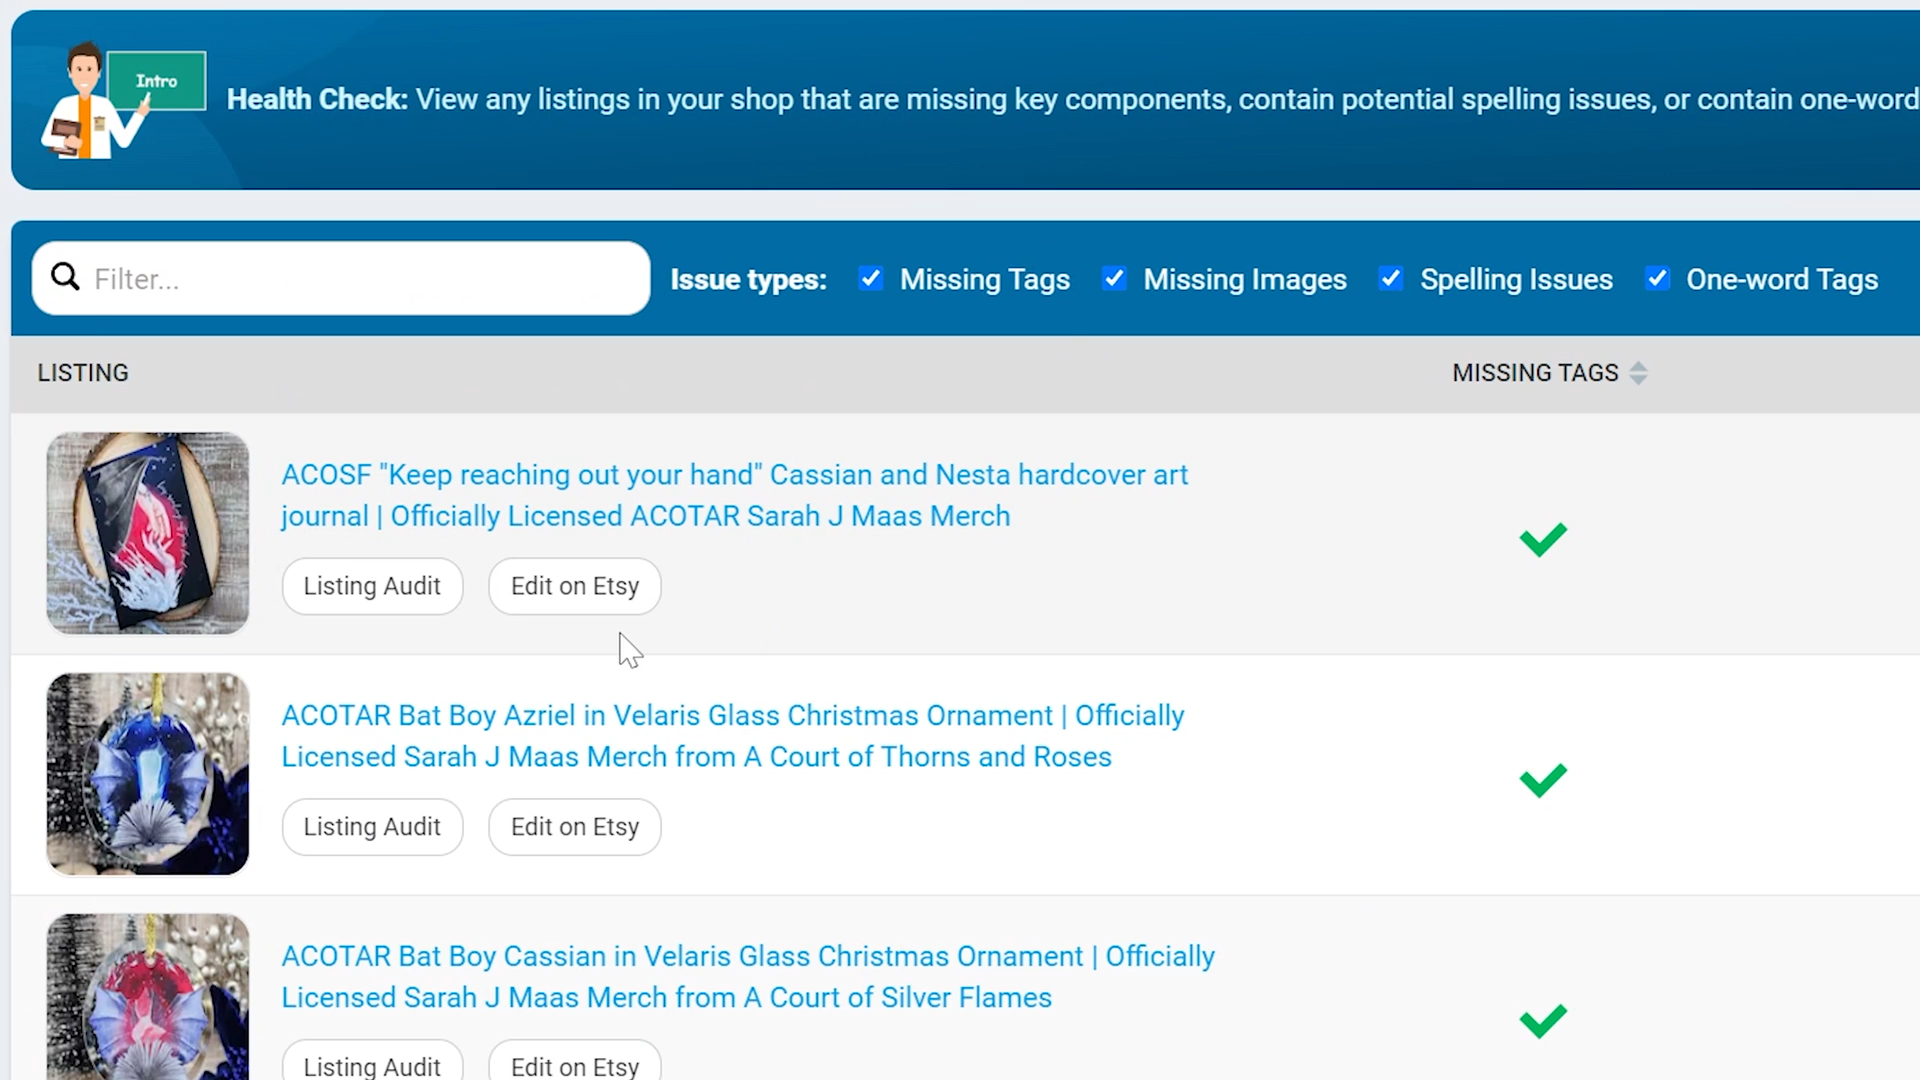 Intro
Health Check: View any listings in your shop that are missing key components, contain potential spelling issues, or contain one-word
Filter...
Issue types: Missing Tags Missing Images Spelling Issues One-word Tags
LISTING MISSING TAGS
ACOSF "Keep reaching out your hand" Cassian and Nesta hardcover art
journal | Officially Licensed ACOTAR Sarah J Maas Merch
Listing Audit Edit on Etsy
ACOTAR Bat Boy Azriel in Velaris Glass Christmas Ornament | Officially
Licensed Sarah J Maas Merch from A Court of Thorns and Roses
Listing Audit Edit on Etsy
ACOTAR Bat Boy Cassian in Velaris Glass Christmas Ornament | Officially
Licensed Sarah J Maas Merch from A Court of Silver Flames
Listing Audit Edit on Etsy